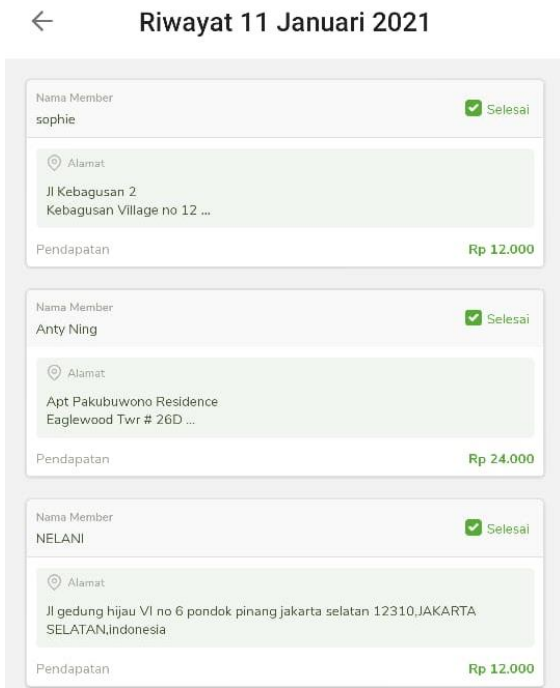 Riwayat 11 Januari 2021
Nama Member
sophie
Selesai
Alamat
Jl Kebagusan 2
Kebagusan Village no 12 ...
Pendapatan
Rp 12.000
Nama Member
Anty Ning
Selesai
Alamat
Apt Pakubuwono Residence
Eaglewood Twr # 26D ...
Pendapatan
Rp 24.000
Nama Member
NELANI
Selesai
Alamat
Jl gedung hijau VI no 6 pondok pinang jakarta selatan 12310,JAKARTA
SELATAN,indonesia
Pendapatan
Rp 12.000